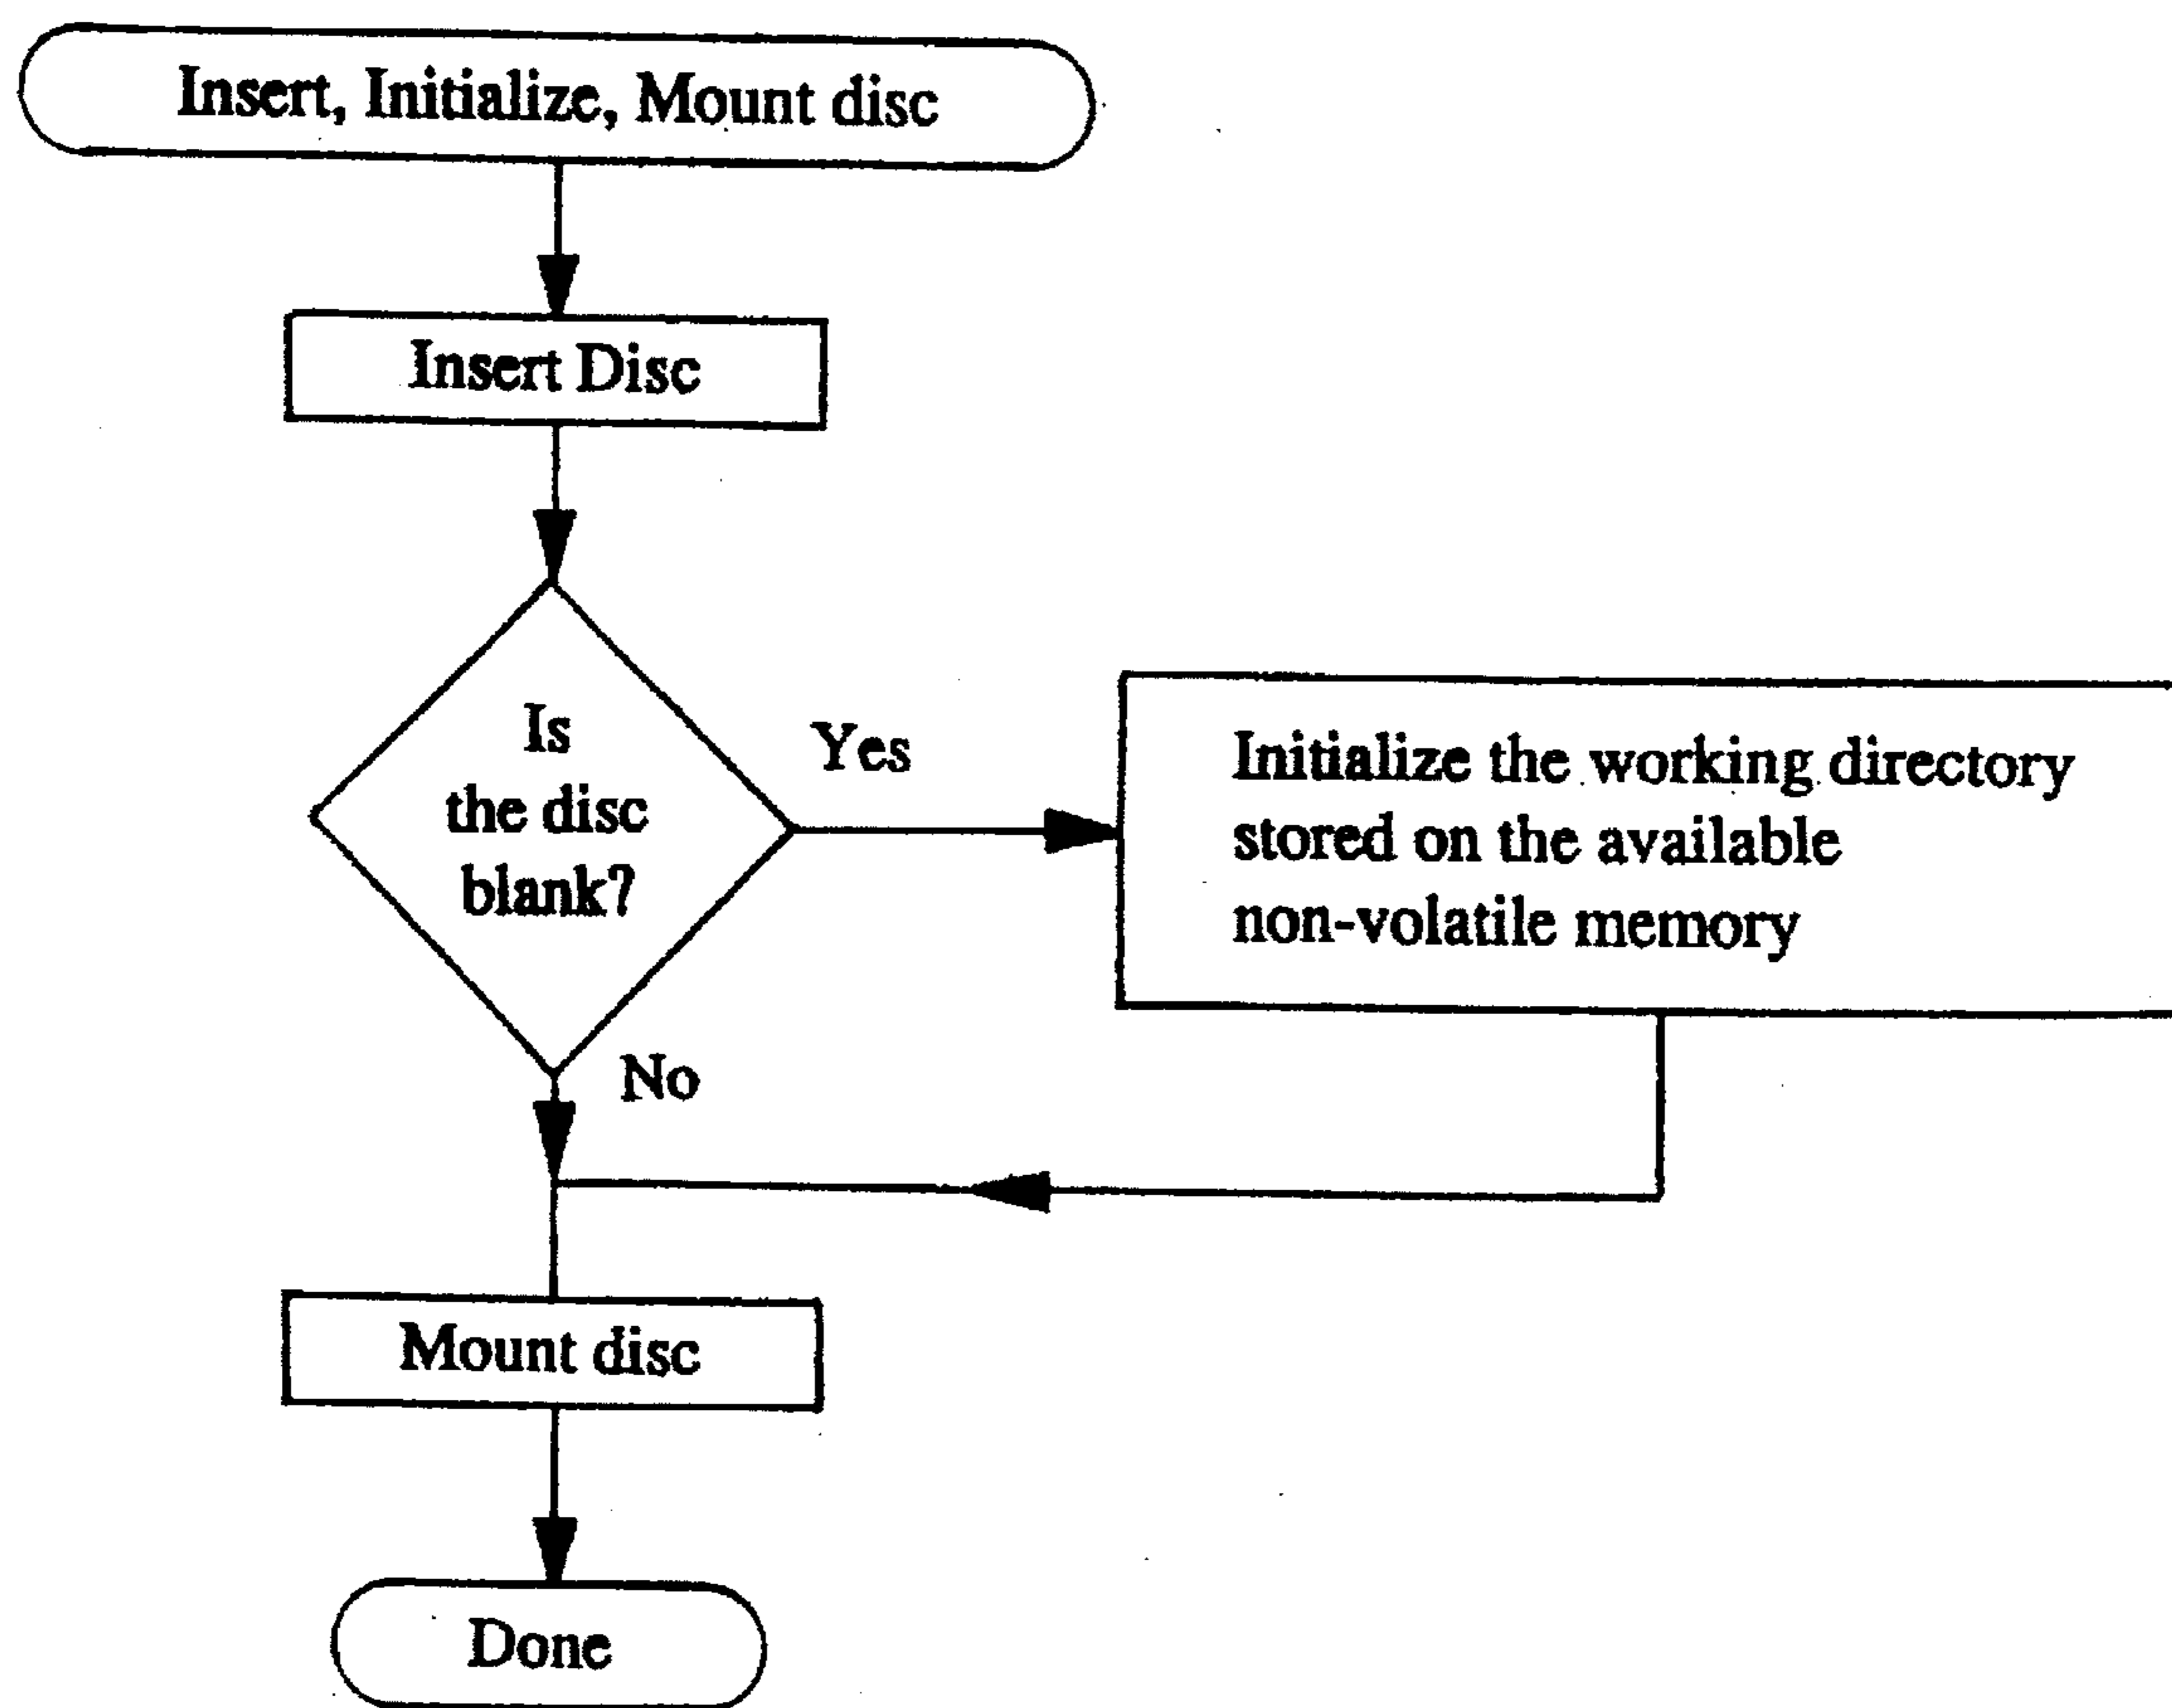 Insert, Initialize, Mount disc
Insert Disc
Is
the disc
blank?
Yes
Initialize the working directory
stored on the available
non-volatile memory
No
Mount disc
Done